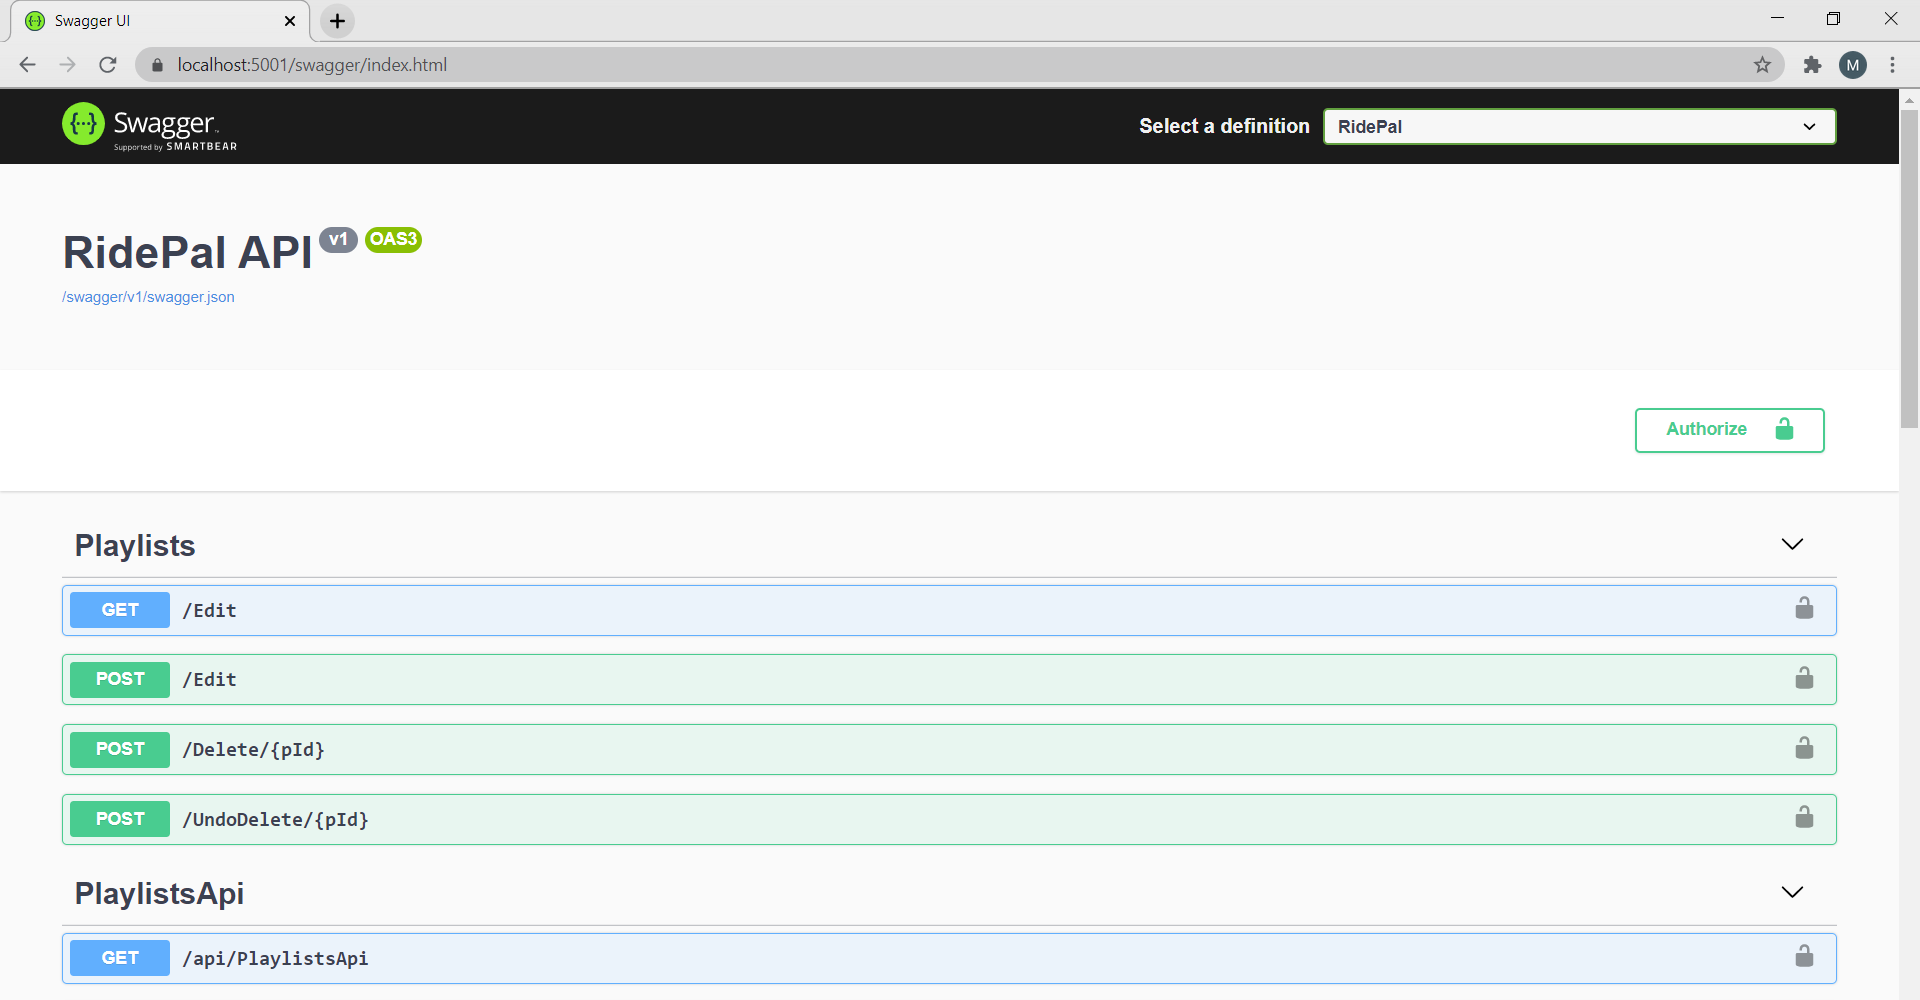 Swagger UI
localhost:5001/swagger/index.html
M
{···} Swagger™
Supported by SMARTBEAR
Select a definition
RidePal
RidePal API v1 OAS3
/swagger/v1/swagger.json
Authorize
Playlists
GET /Edit
POST /Edit
POST /Delete/{pId}
POST /UndoDelete/{pId}
PlaylistsApi
GET /api/PlaylistsApi